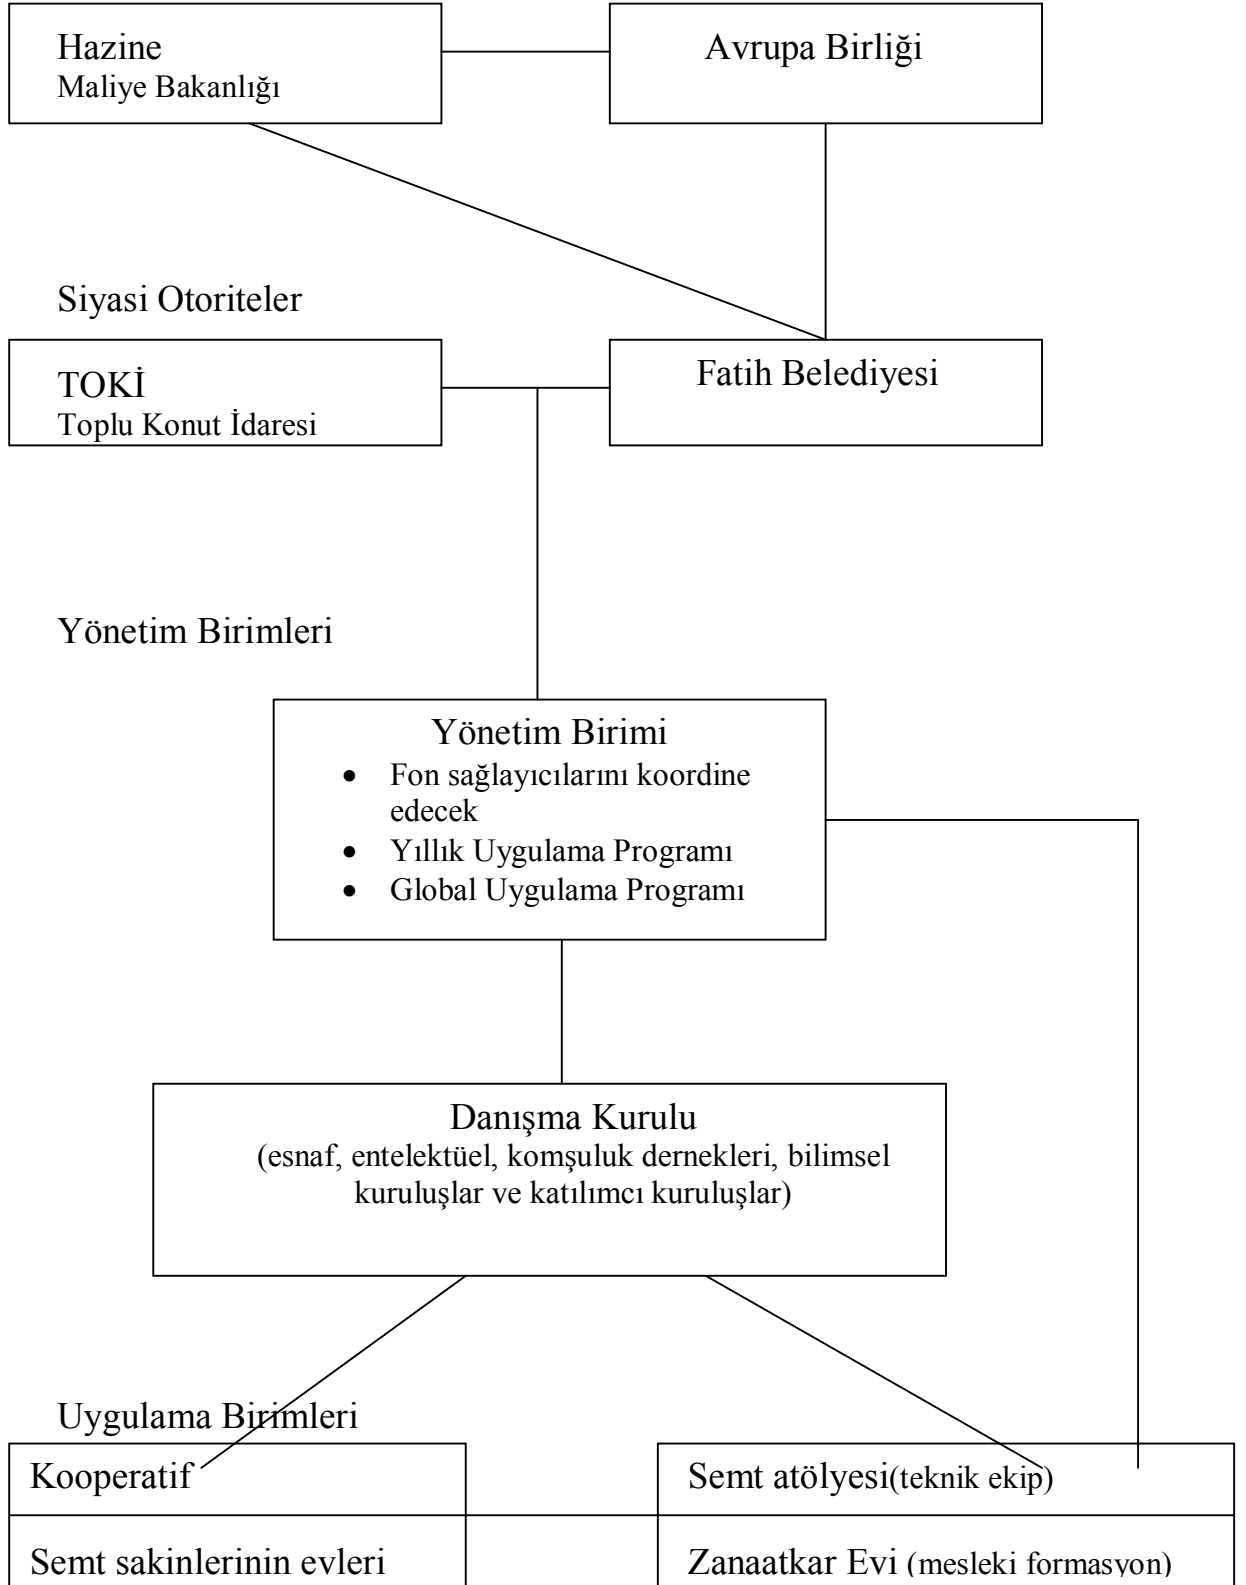 Hazine
Maliye Bakanlığı
Avrupa Birliği
Siyasi Otoriteler
TOKİ
Toplu Konut İdaresi
Fatih Belediyesi
Yönetim Birimleri
Yönetim Birimi
• Fon sağlayıcılarını koordine
edecek
• Yıllık Uygulama Programı
• Global Uygulama Programı
Danışma Kurulu
(esnaf, entelektüel, komşuluk dernekleri, bilimsel
kuruluşlar ve katılımcı kuruluşlar)
Uygulama Birimleri
Kooperatif
Semt sakinlerinin evleri
Semt atölyesi(teknik ekip)
Zanaatkar Evi (mesleki formasyon)